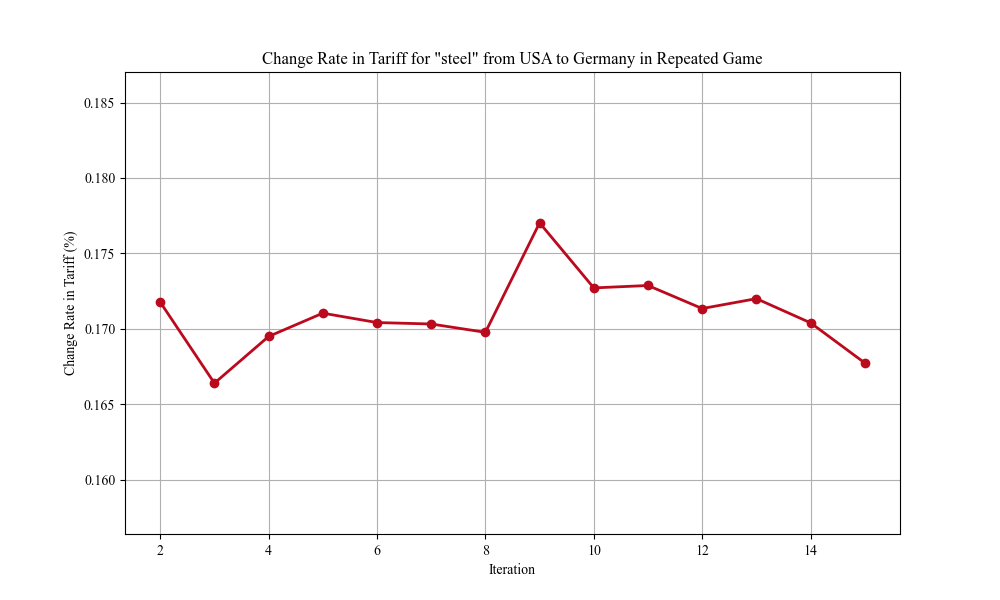 Change Rate in Tariff for "steel" from USA to Germany in Repeated Game
Change Rate in Tariff (%)
0.185
0.180
0.175
0.170
0.165
0.160
2 4 6 8 10 12 14
Iteration